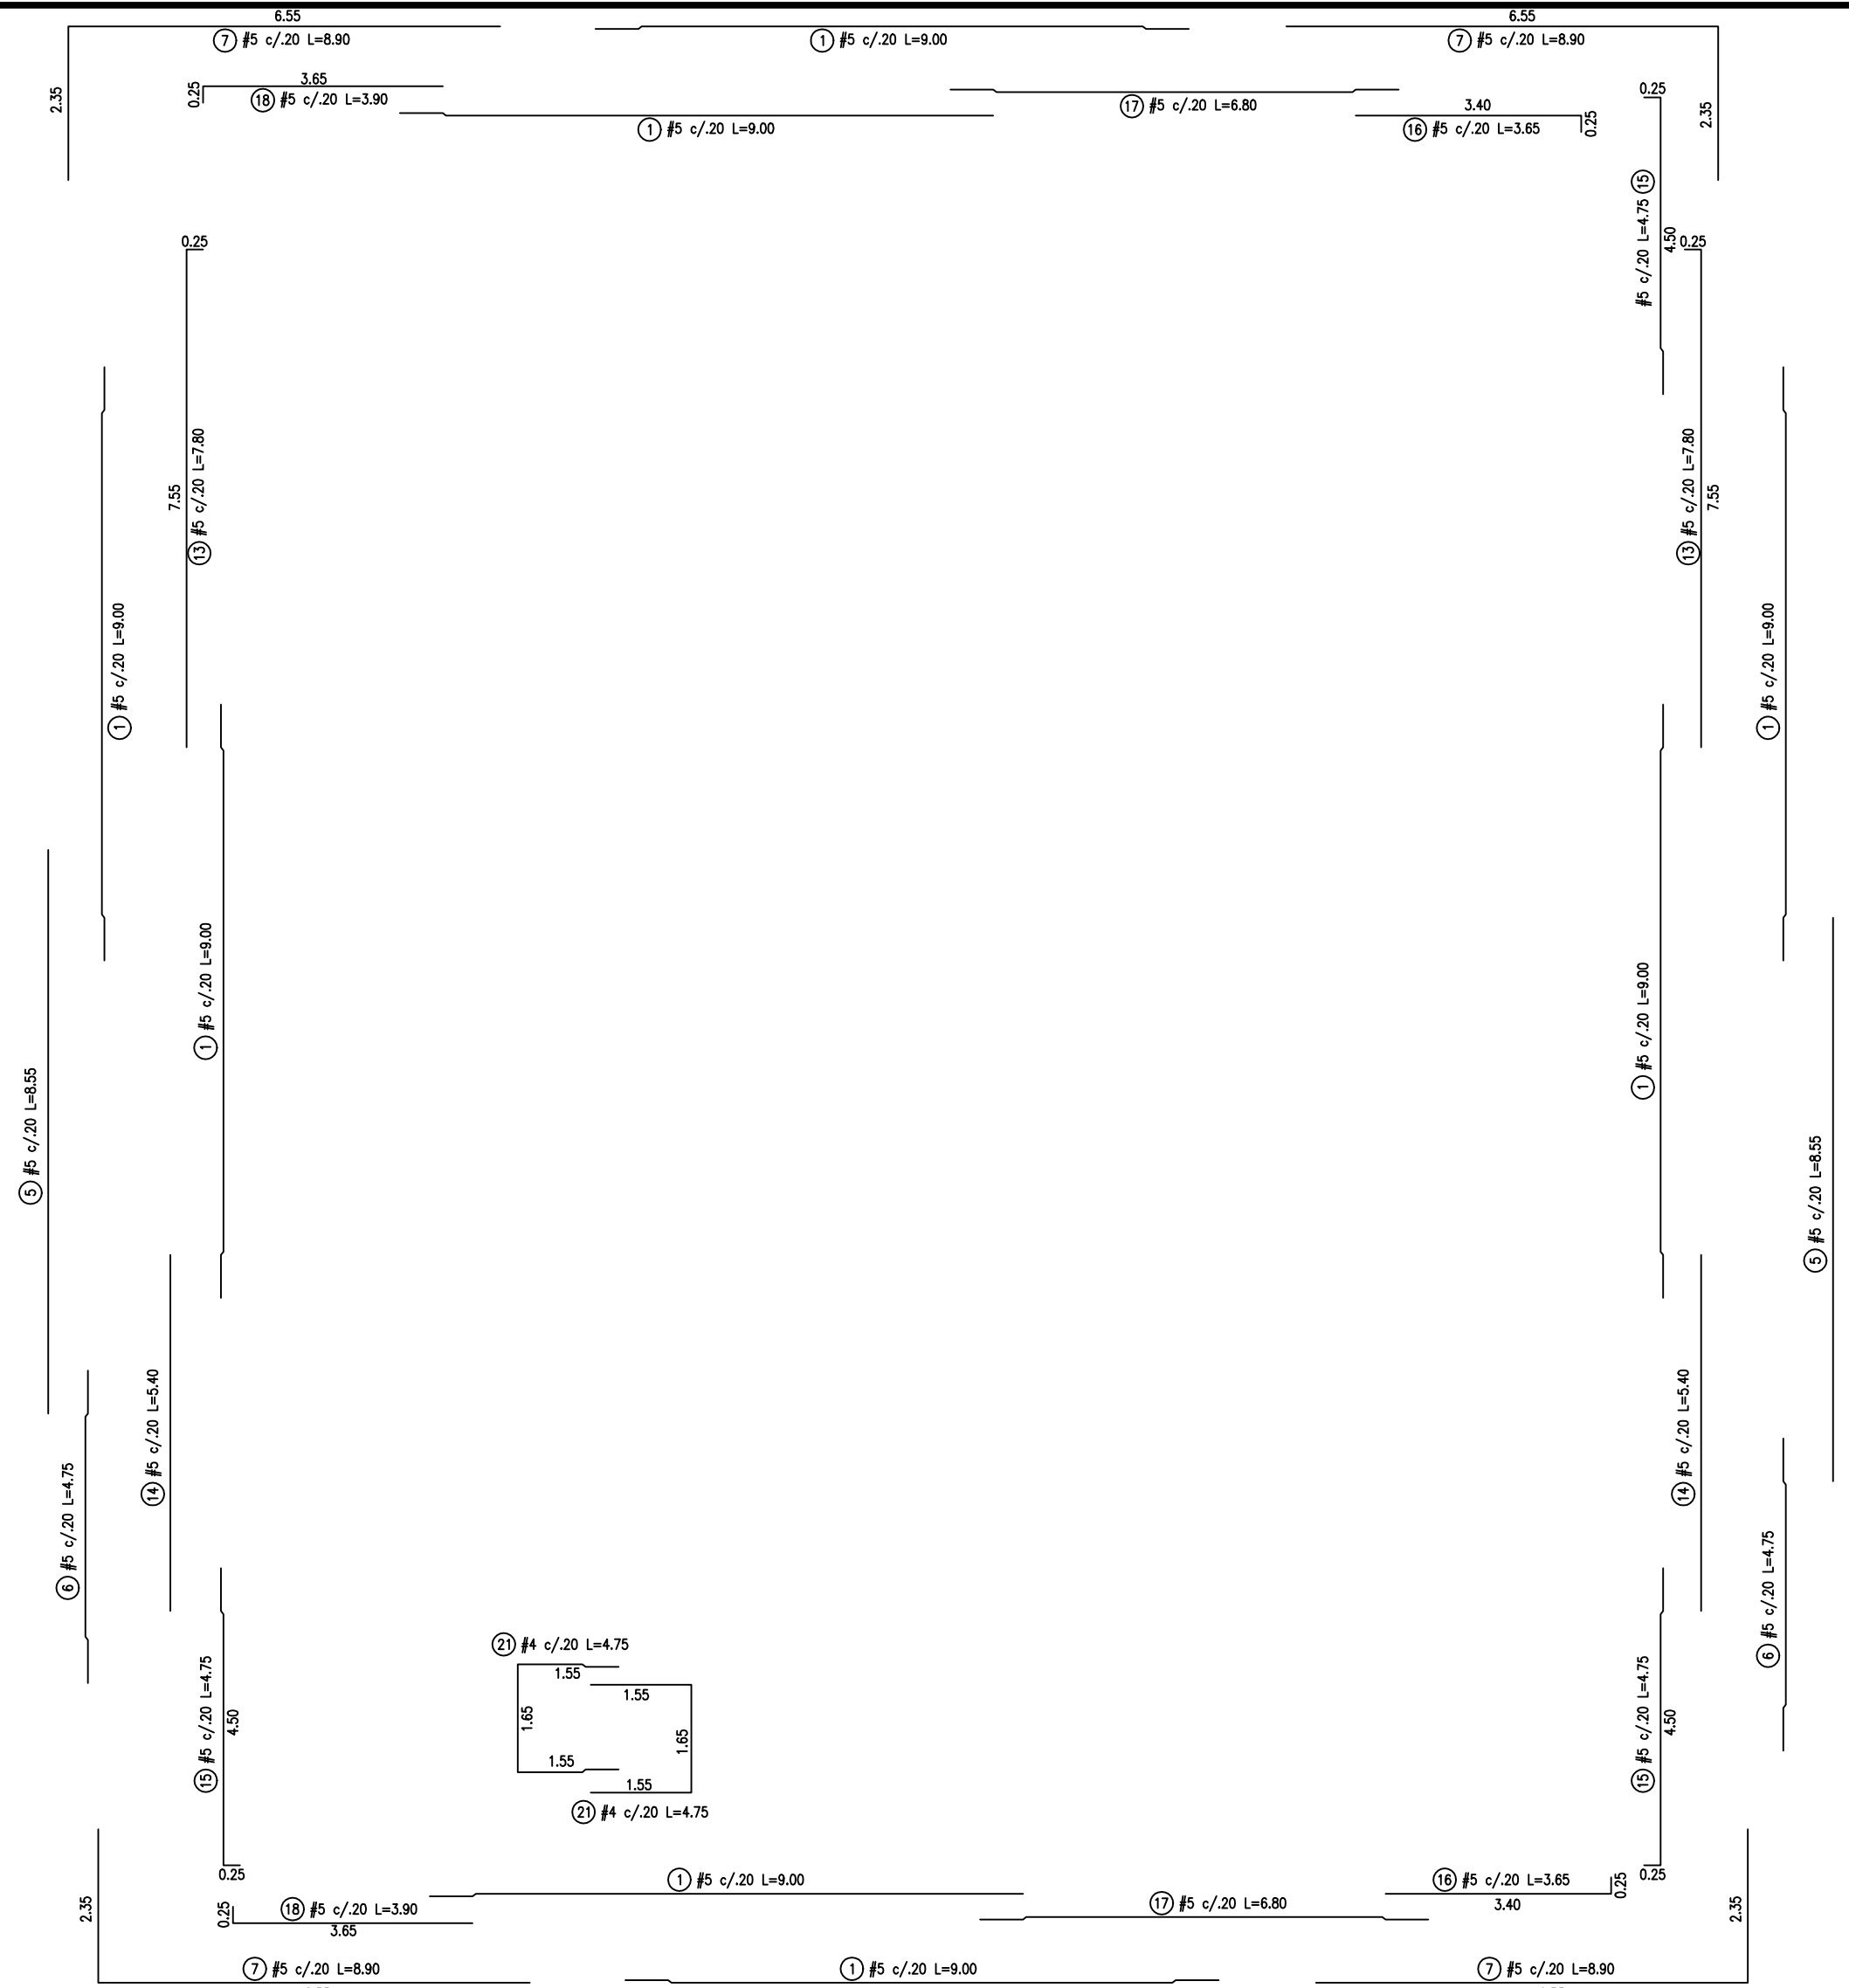 6.55
6.55
7 #5 c/.20 L=8.90
1 #5 c/.20 L=9.00
7 #5 c/.20 L=8.90
2.35
0.25
3.65
18 #5 c/.20 L=3.90
1 #5 c/.20 L=9.00
17 #5 c/.20 L=6.80
3.40
16 #5 c/.20 L=3.65
0.25
0.25
2.35
15 #5 c/.20 L=4.75
4.50
0.25
0.25
13 #5 c/.20 L=7.80
7.55
13 #5 c/.20 L=7.80
7.55
1 #5 c/.20 L=9.00
1 #5 c/.20 L=9.00
1 #5 c/.20 L=9.00
1 #5 c/.20 L=9.00
5 #5 c/.20 L=8.55
5 #5 c/.20 L=8.55
14 #5 c/.20 L=5.40
14 #5 c/.20 L=5.40
6 #5 c/.20 L=4.75
6 #5 c/.20 L=4.75
21 #4 c/.20 L=4.75
1.55
1.55
1.65
1.65
1.55
1.55
21 #4 c/.20 L=4.75
15 #5 c/.20 L=4.75
4.50
15 #5 c/.20 L=4.75
4.50
0.25
0.25
1 #5 c/.20 L=9.00
16 #5 c/.20 L=3.65
0.25
3.40
2.35
0.25
18 #5 c/.20 L=3.90
3.65
17 #5 c/.20 L=6.80
2.35
7 #5 c/.20 L=8.90
1 #5 c/.20 L=9.00
7 #5 c/.20 L=8.90